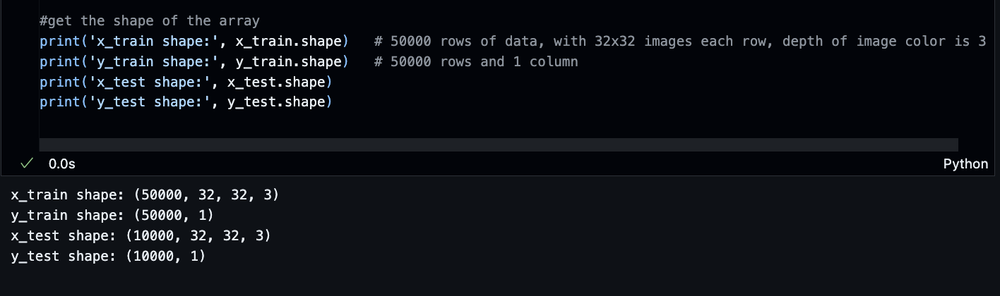 #get the shape of the array
print('x_train shape:', x_train.shape)   # 50000 rows of data, with 32x32 images each row, depth of image color is 3
print('y_train shape:', y_train.shape)   # 50000 rows and 1 column
print('x_test shape:', x_test.shape)
print('y_test shape:', y_test.shape)
0.0s Python
x_train shape: (50000, 32, 32, 3)
y_train shape: (50000, 1)
x_test shape: (10000, 32, 32, 3)
y_test shape: (10000, 1)